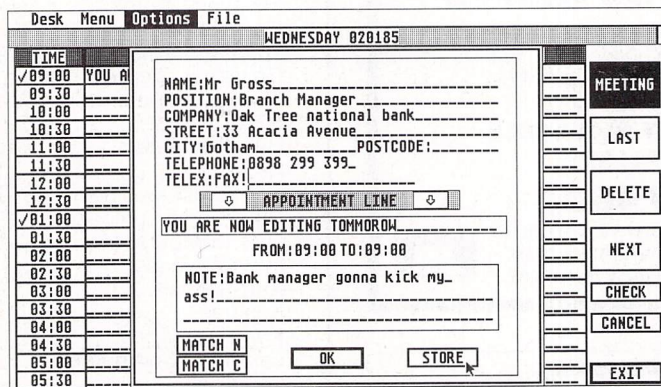 Desk Menu Options File
WEDNESDAY 020185
TIME
✓09:00 YOU A
09:30
10:00
10:30
11:00
11:30
12:00
12:30
✓01:00
01:30
02:00
02:30
03:00
03:30
04:00
04:30
05:00
05:30
NAME:Mr Gross
POSITION:Branch Manager
COMPANY:Oak Tree national bank
STREET:33 Acacia Avenue
CITY:Gotham POSTCODE:
TELEPHONE:0898 299 399
TELEX:FAX!
APPOINTMENT LINE
YOU ARE NOW EDITING TOMMOROW
FROM:09:00 TO:09:00
NOTE:Bank manager gonna kick my
ass!
MATCH N
MATCH C
OK
STORE
MEETING
LAST
DELETE
NEXT
CHECK
CANCEL
EXIT